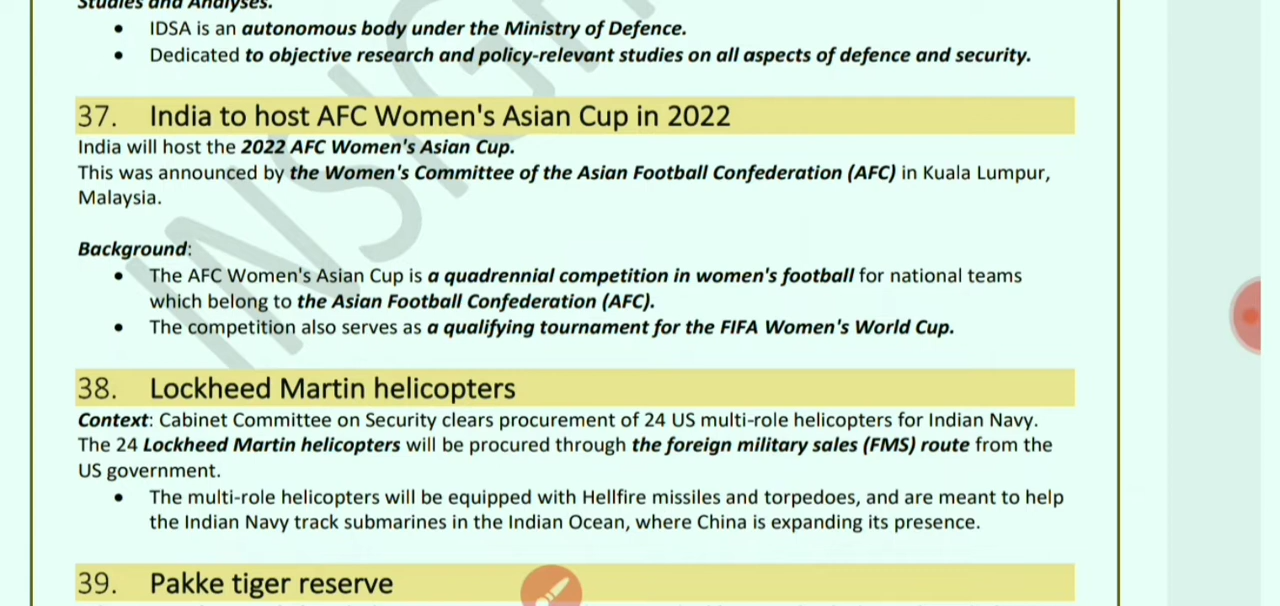 Studies and Analyses.
• IDSA is an autonomous body under the Ministry of Defence.
• Dedicated to objective research and policy-relevant studies on all aspects of defence and security.
37. India to host AFC Women's Asian Cup in 2022
India will host the 2022 AFC Women's Asian Cup.
This was announced by the Women's Committee of the Asian Football Confederation (AFC) in Kuala Lumpur,
Malaysia.
Background:
• The AFC Women's Asian Cup is a quadrennial competition in women's football for national teams
which belong to the Asian Football Confederation (AFC).
• The competition also serves as a qualifying tournament for the FIFA Women's World Cup.
38. Lockheed Martin helicopters
Context: Cabinet Committee on Security clears procurement of 24 US multi-role helicopters for Indian Navy.
The 24 Lockheed Martin helicopters will be procured through the foreign military sales (FMS) route from the
US government.
• The multi-role helicopters will be equipped with Hellfire missiles and torpedoes, and are meant to help
the Indian Navy track submarines in the Indian Ocean, where China is expanding its presence.
39. Pakke tiger reserve
INSIG